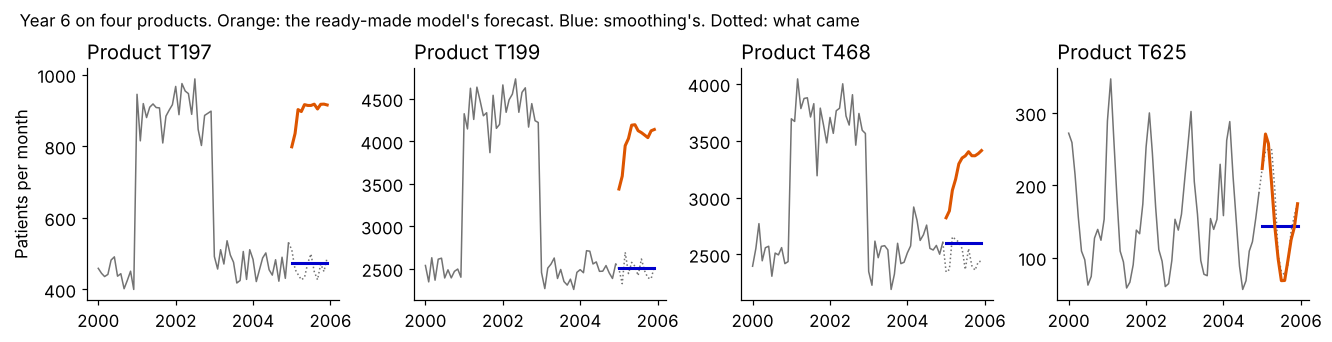 Year 6 on four products. Orange: the ready-made model's forecast. Blue: smoothing's. Dotted: what came
Product T197
Product T199
Product T468
Product T625
Patients per month
1000
800
600
400
2000 2002 2004 2006
4500
4000
3500
3000
2500
2000 2002 2004 2006
4000
3500
3000
2500
2000 2002 2004 2006
300
200
100
2000 2002 2004 2006